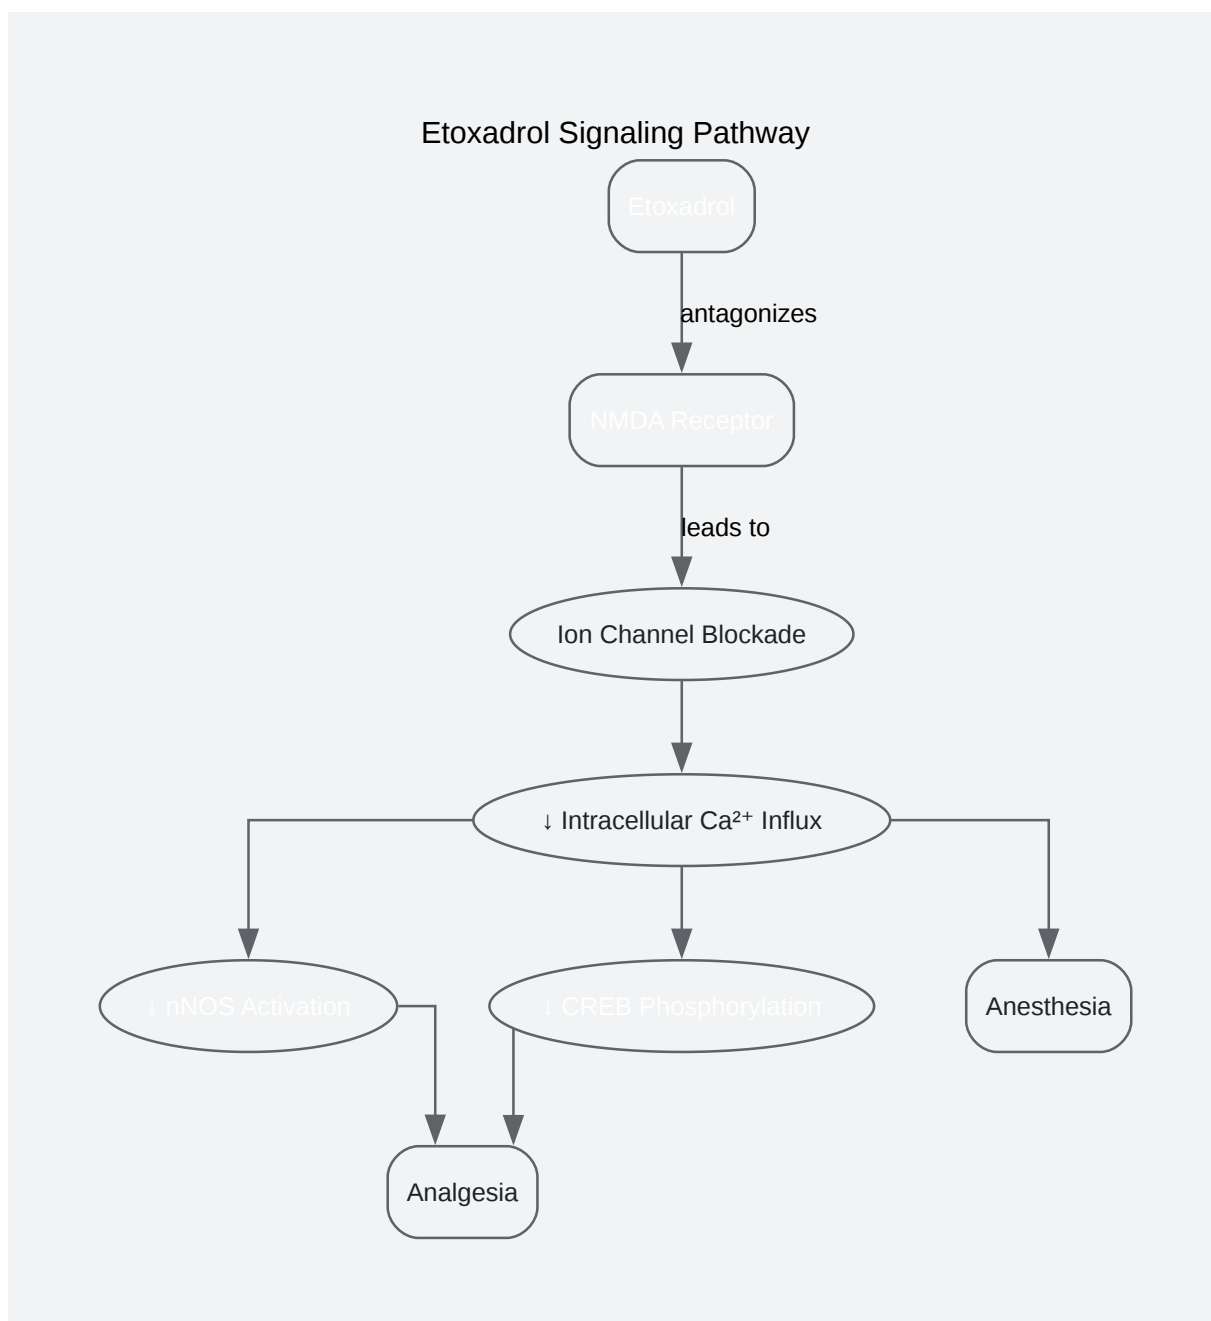 Etoxadrol Signaling Pathway
Etoxadrol
antagonizes
NMDA Receptor
leads to
Ion Channel Blockade
↓ Intracellular Ca²⁺ Influx
↓ nNOS Activation
↓ CREB Phosphorylation
Anesthesia
Analgesia